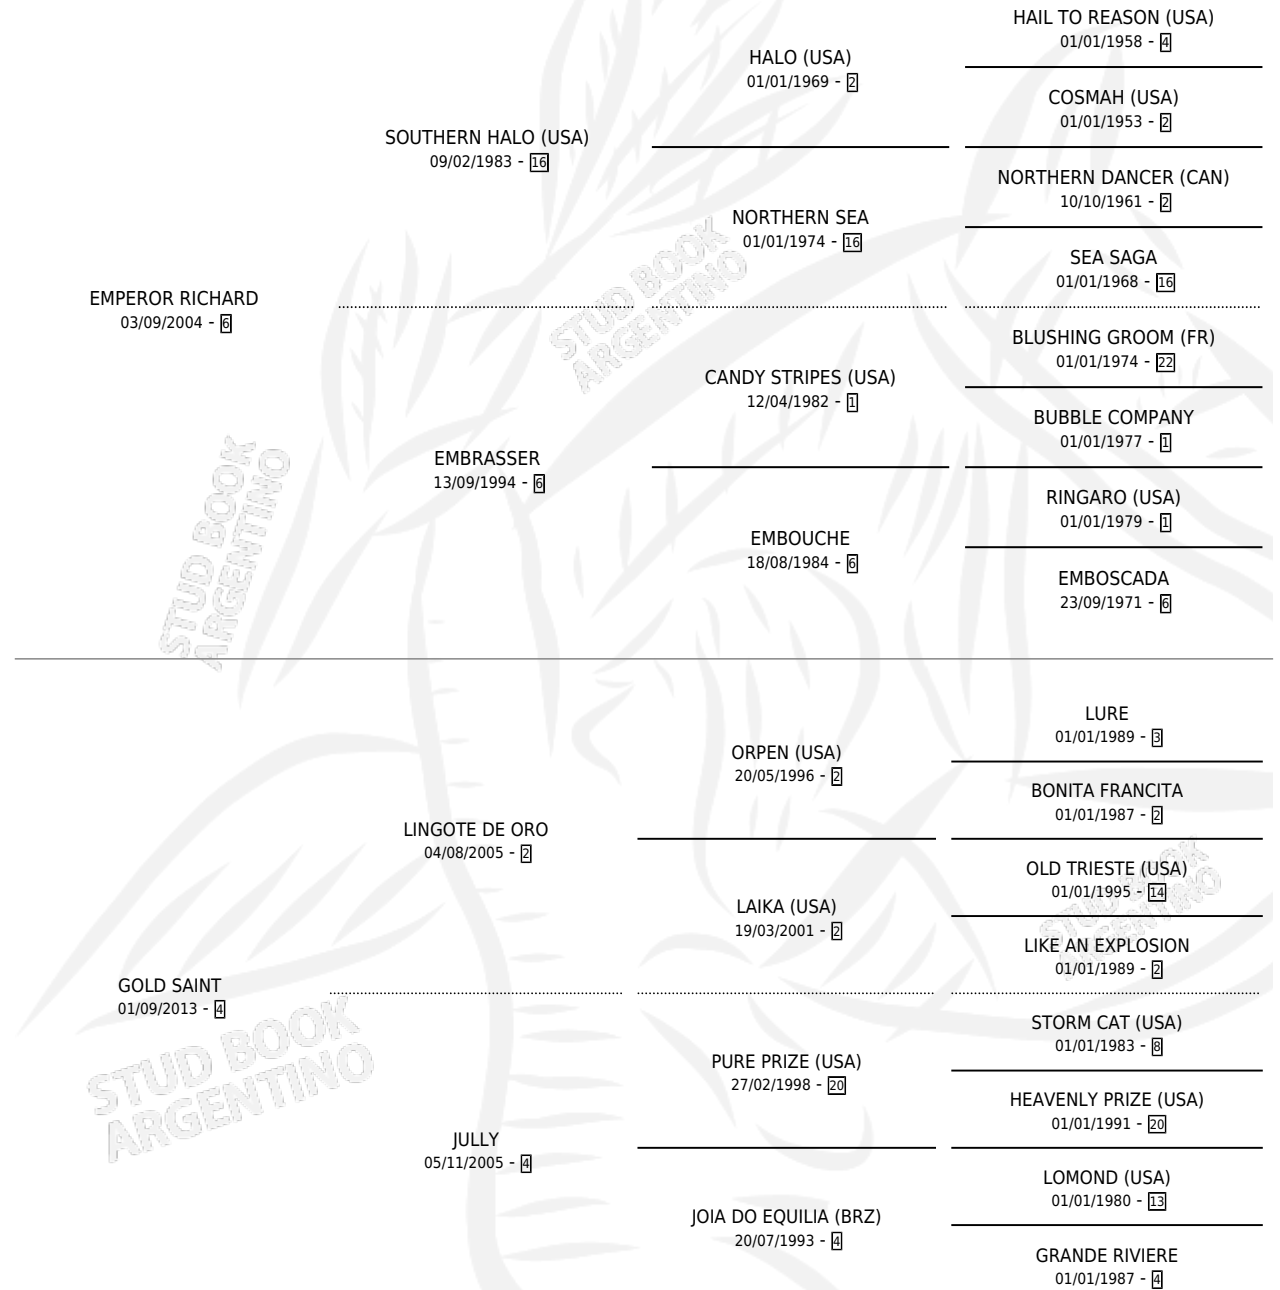 HAIL TO REASON (USA)
01/01/1958 - 4
HALO (USA)
01/01/1969 - 2
COSMAH (USA)
01/01/1953 - 2
SOUTHERN HALO (USA)
09/02/1983 - 16
NORTHERN DANCER (CAN)
10/10/1961 - 2
NORTHERN SEA
01/01/1974 - 16
SEA SAGA
01/01/1968 - 16
EMPEROR RICHARD
03/09/2004 - 6
STUD BOOK
ARGENTINO
BLUSHING GROOM (FR)
01/01/1974 - 22
CANDY STRIPES (USA)
12/04/1982 - 1
BUBBLE COMPANY
01/01/1977 - 1
EMBRASSER
13/09/1994 - 6
RINGARO (USA)
01/01/1979 - 1
EMBOUCHE
18/08/1984 - 6
EMBOSCADA
23/09/1971 - 6
STUD BOOK
ARGENTINO
LURE
01/01/1989 - 3
ORPEN (USA)
20/05/1996 - 2
BONITA FRANCITA
01/01/1987 - 2
LINGOTE DE ORO
04/08/2005 - 2
OLD TRIESTE (USA)
01/01/1995 - 14
LAIKA (USA)
19/03/2001 - 2
STUD BOOK
ARGENTINO
LIKE AN EXPLOSION
01/01/1989 - 2
GOLD SAINT
01/09/2013 - 4
STUD BOOK
ARGENTINO
STORM CAT (USA)
01/01/1983 - 8
PURE PRIZE (USA)
27/02/1998 - 20
HEAVENLY PRIZE (USA)
01/01/1991 - 20
JULLY
05/11/2005 - 4
LOMOND (USA)
01/01/1980 - 13
JOIA DO EQUILIA (BRZ)
20/07/1993 - 4
GRANDE RIVIERE
01/01/1987 - 4